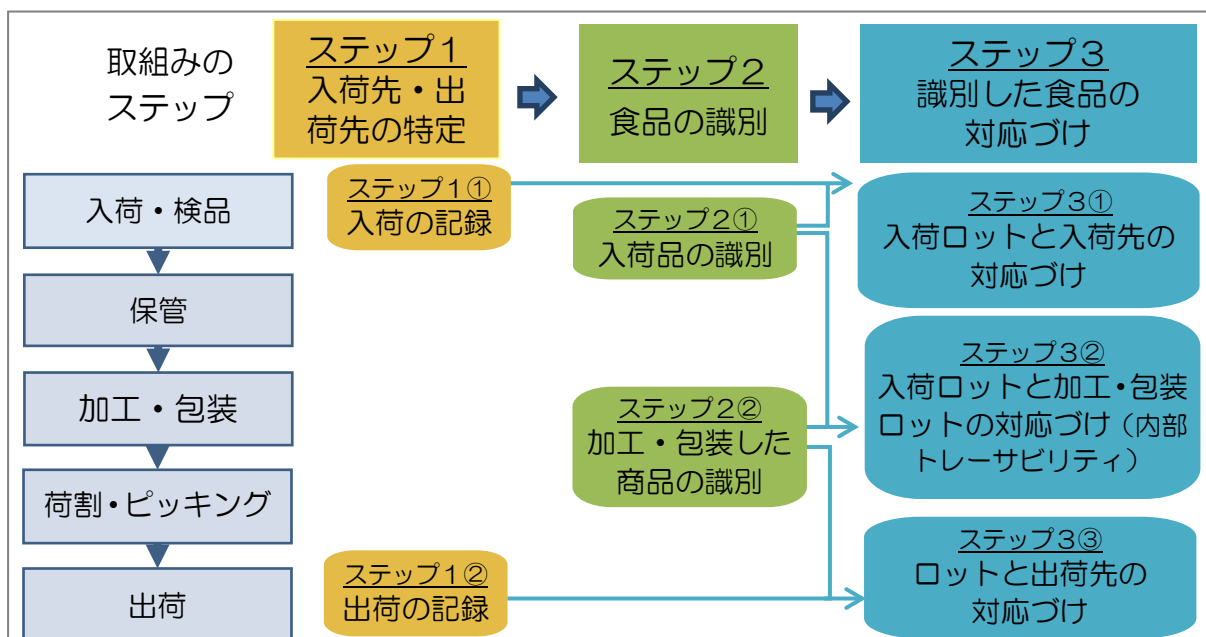 取組みの
ステップ
ステップ1
入荷先・出
荷先の特定
ステップ2
食品の識別
ステップ3
識別した食品の
対応づけ
入荷・検品
保管
加工・包装
荷割・ピッキング
出荷
ステップ1①
入荷の記録
ステップ1②
出荷の記録
ステップ2①
入荷品の識別
ステップ2②
加工・包装した
商品の識別
ステップ3①
入荷ロットと入荷先の
対応づけ
ステップ3②
入荷ロットと加工・包装
ロットの対応づけ（内部
トレーサビリティ）
ステップ3③
ロットと出荷先の
対応づけ